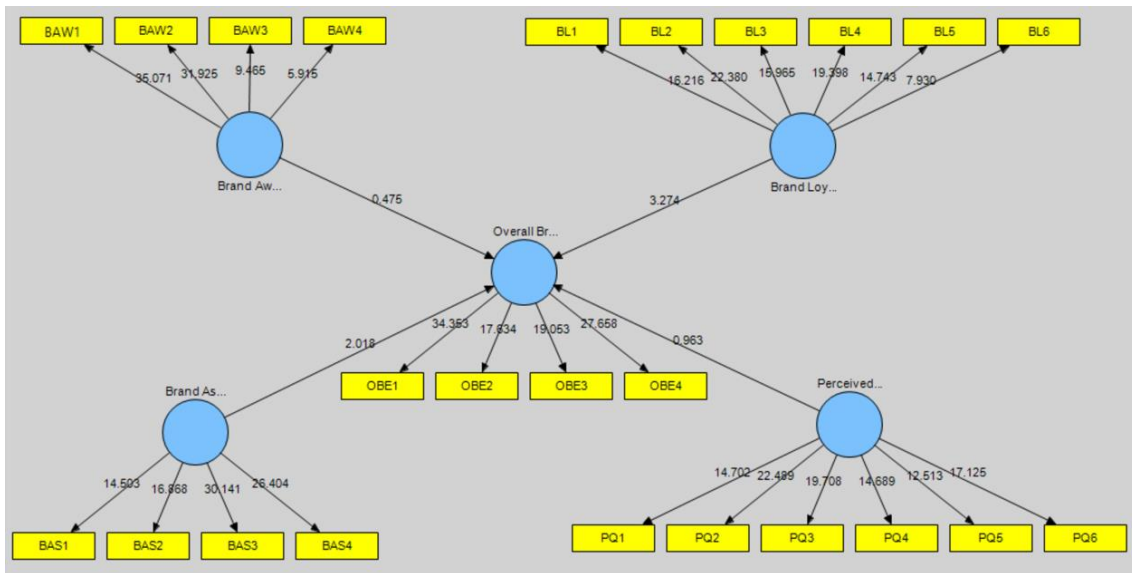 BAW1 BAW2 BAW3 BAW4 BL1 BL2 BL3 BL4 BL5 BL6
35.071 31.925 9.465 5.915 16.216 22.380 15.965 19.398 14.743 7.930
Brand Aw... Brand Loy...
0.475 3.274
Overall Br...
2.018 34.353 17.634 19.053 27.658 0.963
OBE1 OBE2 OBE3 OBE4
Brand As... Perceived...
14.503 16.868 30.141 26.404 14.702 22.489 19.708 14.689 12.513 17.125
BAS1 BAS2 BAS3 BAS4 PQ1 PQ2 PQ3 PQ4 PQ5 PQ6